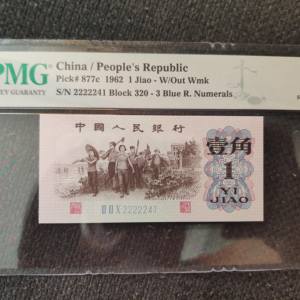 PMG
GUARANTY
China / People's Republic
Pick# 877c 1962 1 Jiao - W/Out Wmk
S/N 2222241 Block 320 - 3 Blue R. Numerals
中国人民银行
壹角
1
YI
JIAO
2222241